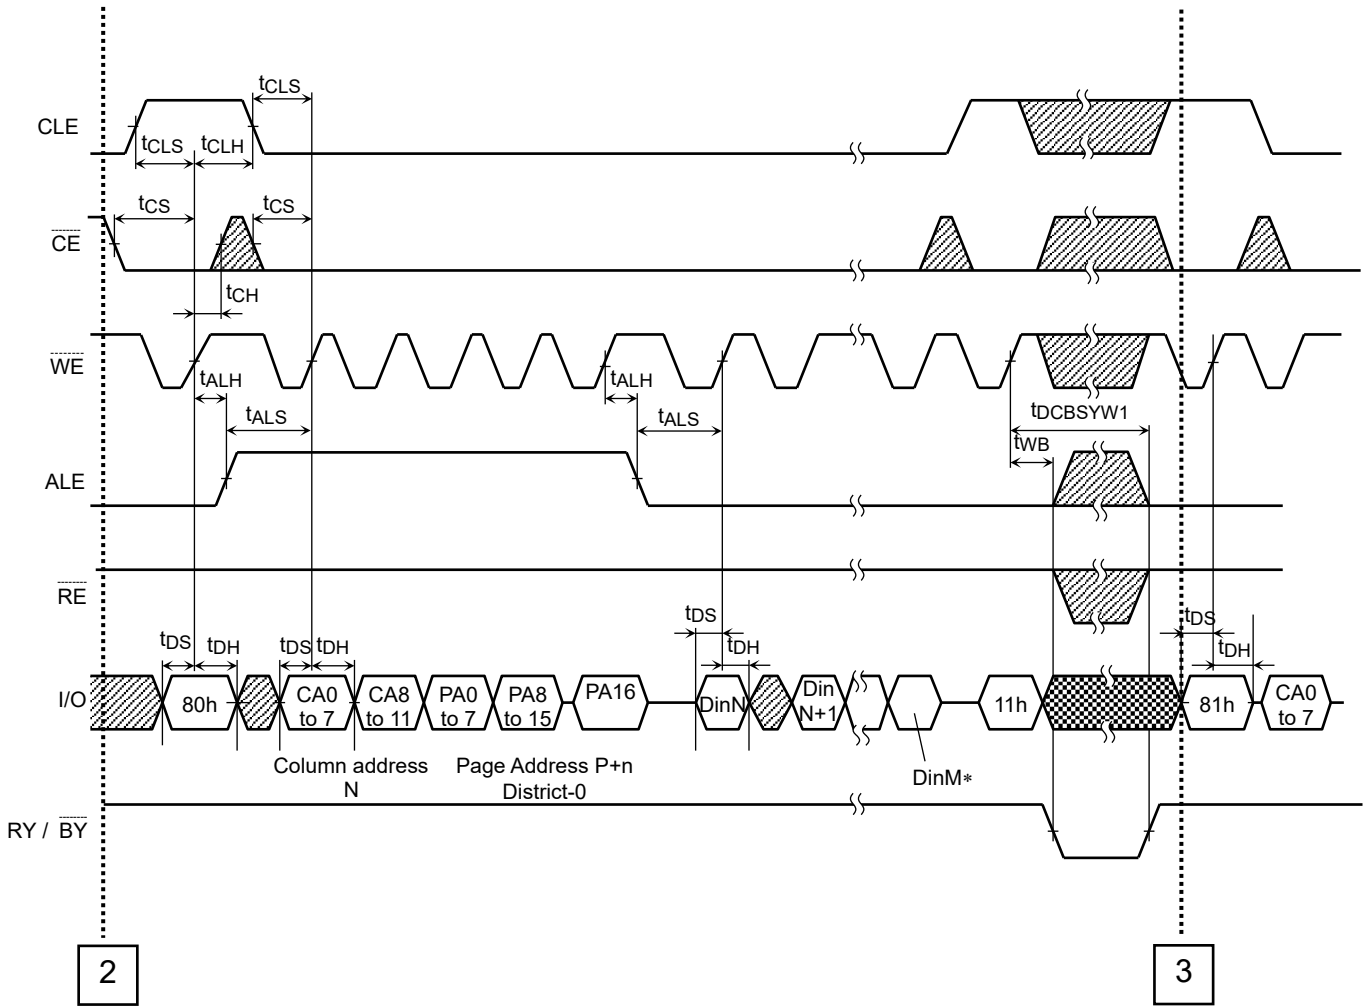 tCLS
CLE
tCLS
tCLH
tCS
tCS
CE
tCH
WE
tALH
tALH
tALS
tALS
tDCBSYW1
tWB
ALE
RE
tDS
tDH
tDS
tDH
tDS
tDH
tDS
tDH
I/O
80h
CA0
to 7
CA8
to 11
PA0
to 7
PA8
to 15
PA16
DinN
Din
N+1
11h
81h
CA0
to 7
Column address
N
Page Address P+n
District-0
DinM*
RY / BY
2
3